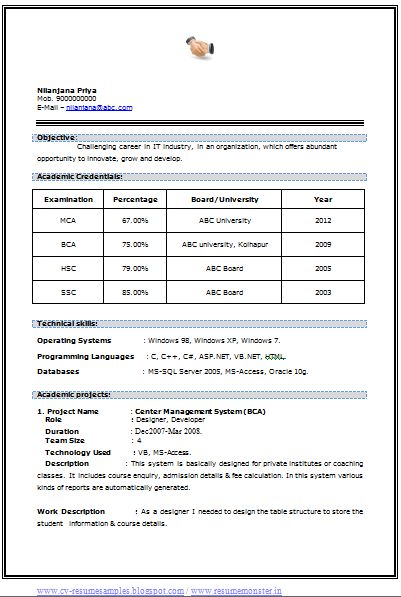 Nilanjana Priya
Mob. 9000000000
E-Mail – nilanjana@abc.com
Objective:
Challenging career in IT industry, in an organization, which offers abundant
opportunity to innovate, grow and develop.
Academic Credentials:
Examination Percentage Board/University Year
MCA 67.00% ABC University 2012
BCA 75.00% ABC university, Kolhapur 2009
HSC 79.00% ABC Board 2005
SSC 85.00% ABC Board 2003
Technical skills:
Operating Systems : Windows 98, Windows XP, Windows 7.
Programming Languages : C, C++, C#, ASP.NET, VB.NET, HTML.
Databases : MS-SQL Server 2005, MS-Access, Oracle 10g.
Academic projects:
1. Project Name : Center Management System (BCA)
Role : Designer, Developer
Duration : Dec2007-Mar 2008.
Team Size : 4
Technology Used : VB, MS-Access.
Description : This system is basically designed for private institutes or coaching
classes. It includes course enquiry, admission details & fee calculation. In this system various
kinds of reports are automatically generated.
Work Description : As a designer I needed to design the table structure to store the
student information & course details.
www.cv-resumesamples.blogspot.com / www.resumemonster.in